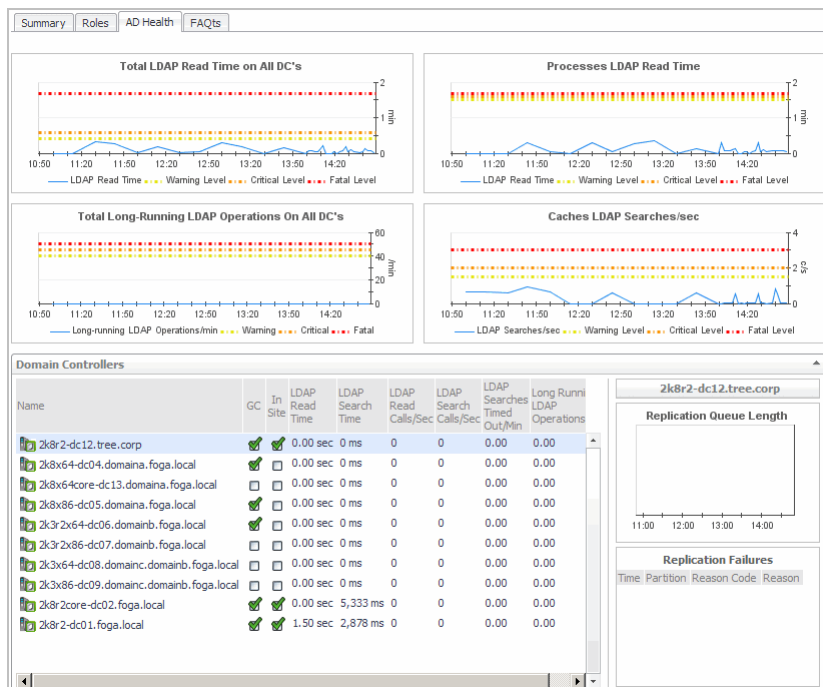 Summary Roles AD Health FAQts
Total LDAP Read Time on All DC's
2
1
0
min
10:50 11:20 11:50 12:20 12:50 13:20 13:50 14:20
LDAP Read Time Warning Level Critical Level Fatal Level
Processes LDAP Read Time
2
1
0
min
10:50 11:20 11:50 12:20 12:50 13:20 13:50 14:20
LDAP Read Time Warning Level Critical Level Fatal Level
Total Long-Running LDAP Operations On All DC's
60
40
20
0
/min
10:50 11:20 11:50 12:20 12:50 13:20 13:50 14:20
Long-running LDAP Operations/min Warning Critical Fatal
Caches LDAP Searches/sec
4
2
0
c/s
10:50 11:20 11:50 12:20 12:50 13:20 13:50 14:20
LDAP Searches/sec Warning Level Critical Level Fatal Level
Domain Controllers
Name GC In Site LDAP Read Time LDAP Search Time LDAP Read Calls/Sec LDAP Search Calls/Sec LDAP Searches Timed Out/Min Long Runni LDAP Operations
2k8r2-dc12.tree.corp 0.00 sec 0 ms 0 0 0.00 0.00
2k8x64-dc04.domaina.foga.local 0.00 sec 0 ms 0 0 0.00 0.00
2k8x64core-dc13.domaina.foga.local 0.00 sec 0 ms 0 0 0.00 0.00
2k8x86-dc05.domaina.foga.local 0.00 sec 0 ms 0 0 0.00 0.00
2k3r2x64-dc06.domainb.foga.local 0.00 sec 0 ms 0 0 0.00 0.00
2k3r2x86-dc07.domainb.foga.local 0.00 sec 0 ms 0 0 0.00 0.00
2k3x64-dc08.domainc.domainb.foga.local 0.00 sec 0 ms 0 0 0.00 0.00
2k3x86-dc09.domainc.domainb.foga.local 0.00 sec 0 ms 0 0 0.00 0.00
2k8r2core-dc02.foga.local 0.00 sec 5,333 ms 0 0 0.00 0.00
2k8r2-dc01.foga.local 1.50 sec 2,878 ms 0 0 0.00 0.00
2k8r2-dc12.tree.corp
Replication Queue Length
11:00 12:00 13:00 14:00
Replication Failures
Time Partition Reason Code Reason